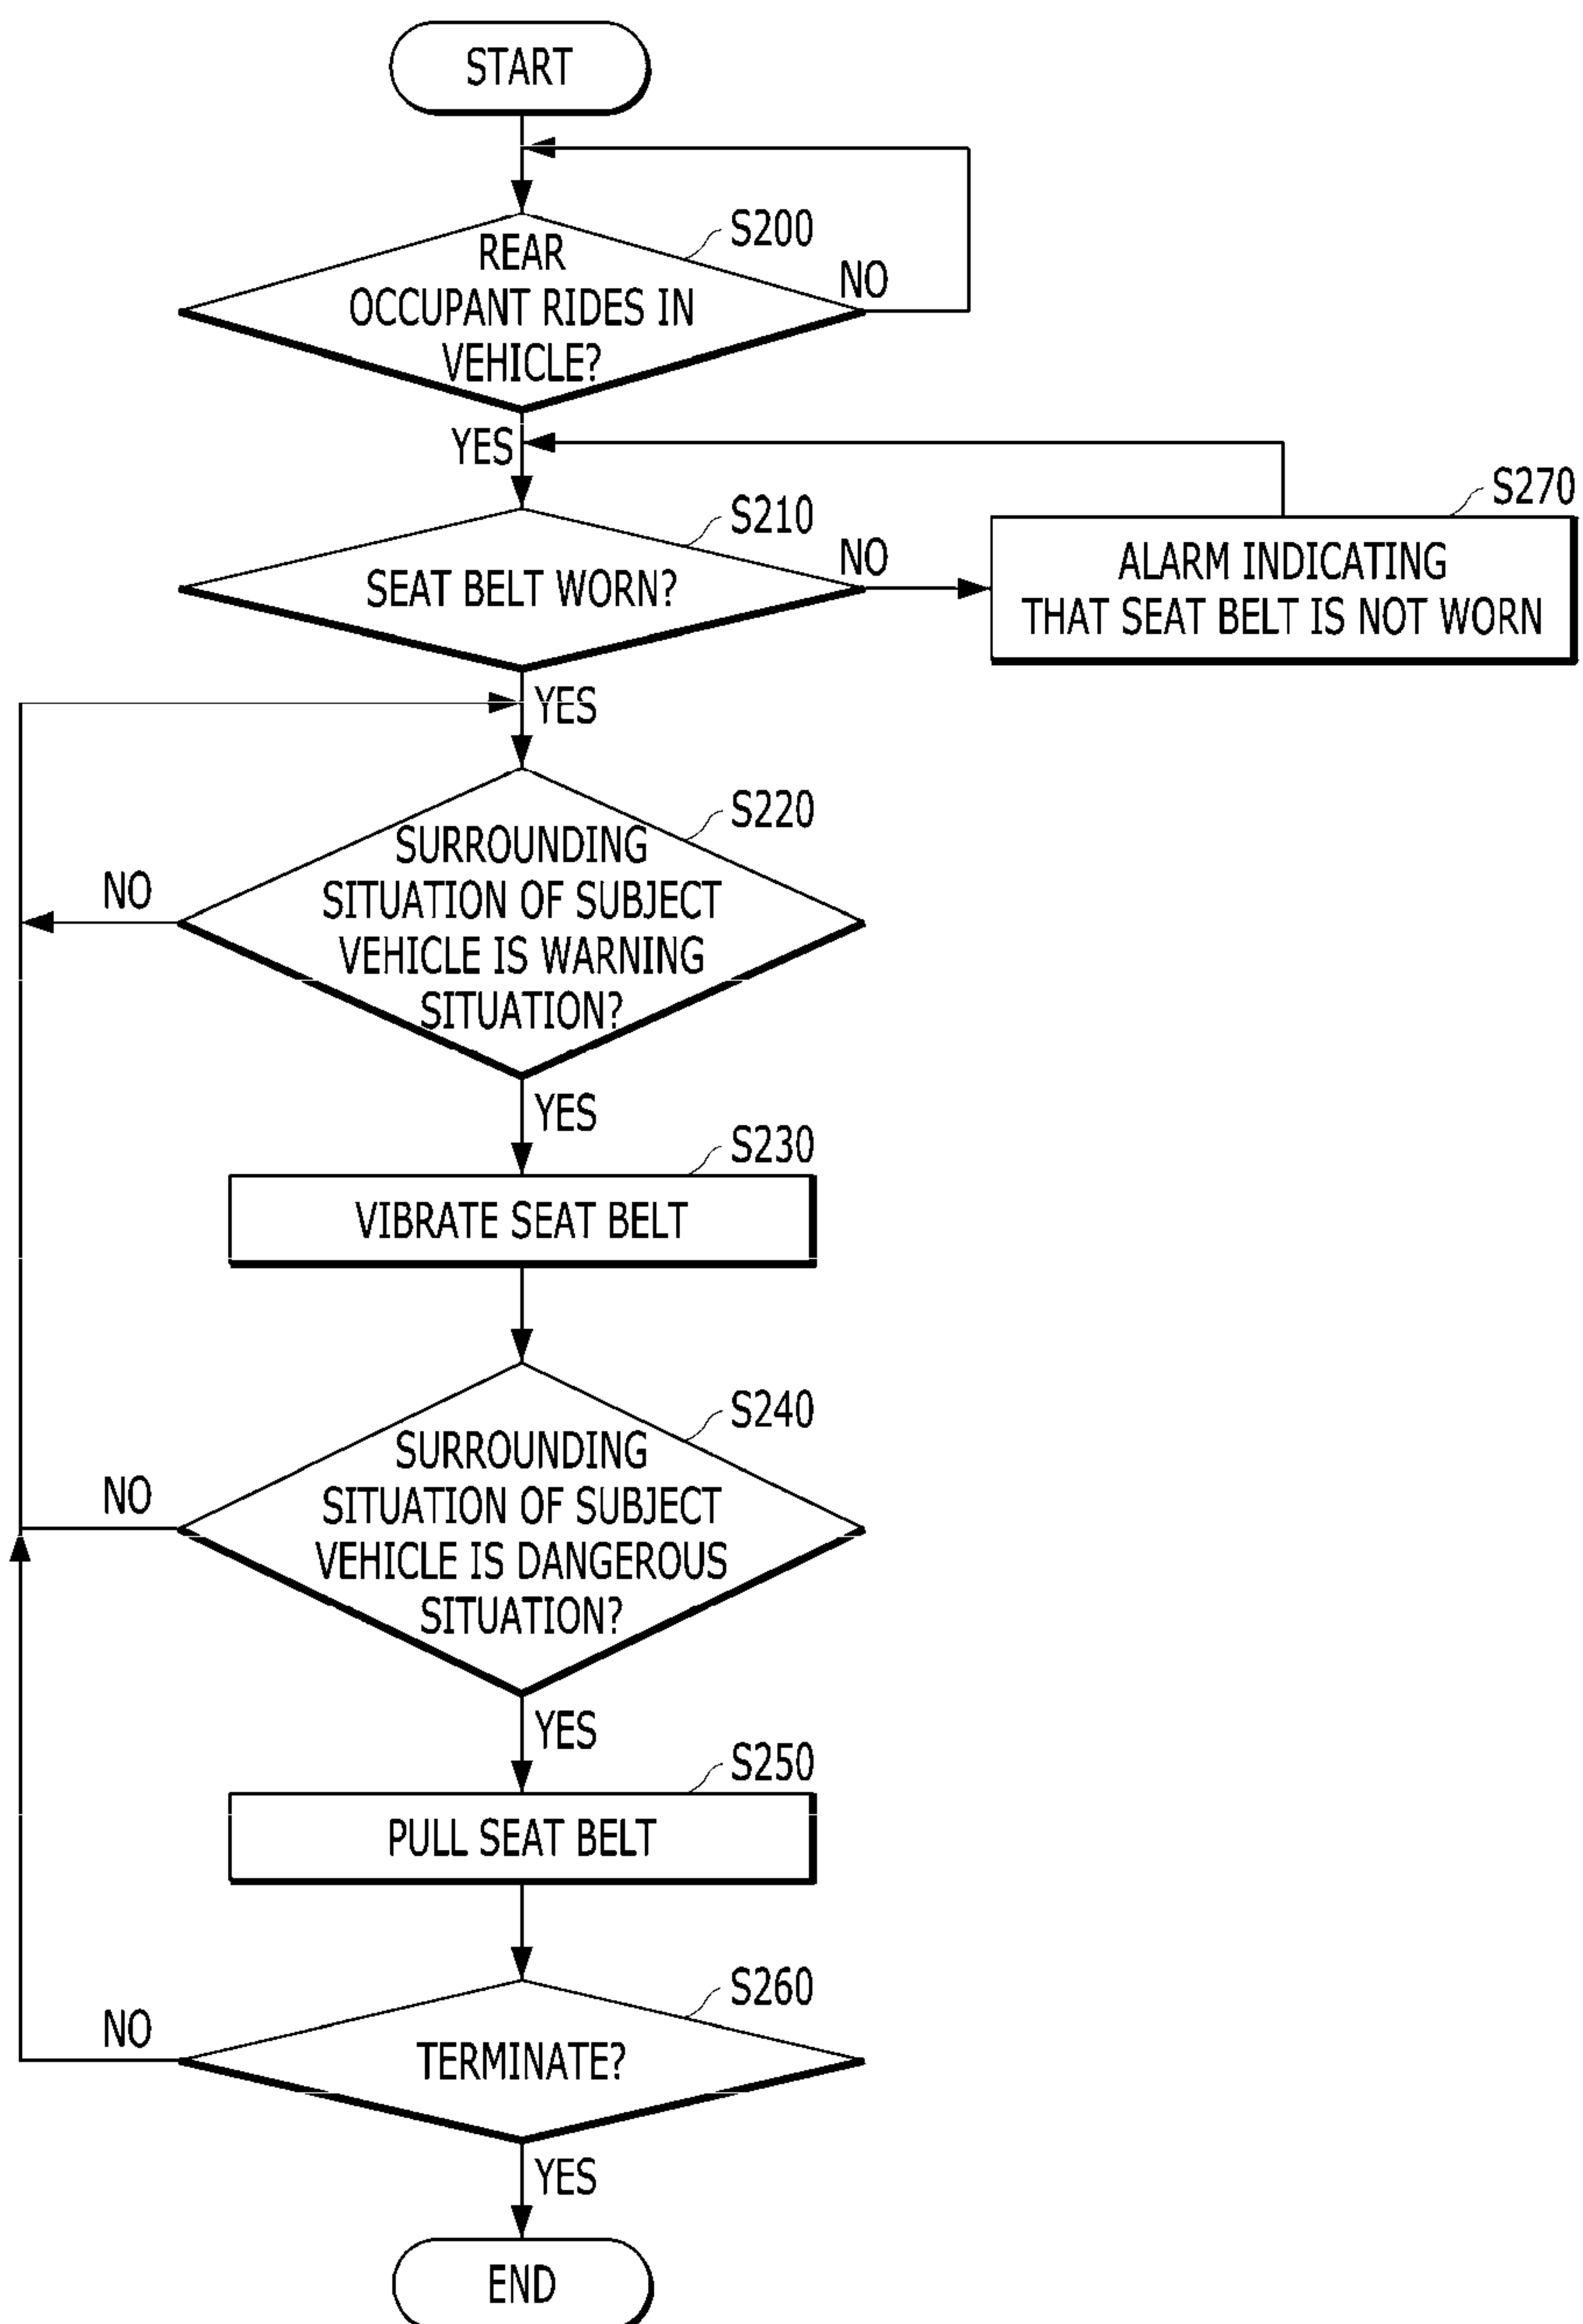 START
S200
REAR
OCCUPANT RIDES IN
VEHICLE?
NO
YES
S210
SEAT BELT WORN?
NO
S270
ALARM INDICATING
THAT SEAT BELT IS NOT WORN
YES
S220
SURROUNDING
SITUATION OF SUBJECT
VEHICLE IS WARNING
SITUATION?
NO
YES
S230
VIBRATE SEAT BELT
S240
SURROUNDING
SITUATION OF SUBJECT
VEHICLE IS DANGEROUS
SITUATION?
NO
YES
S250
PULL SEAT BELT
S260
TERMINATE?
NO
YES
END